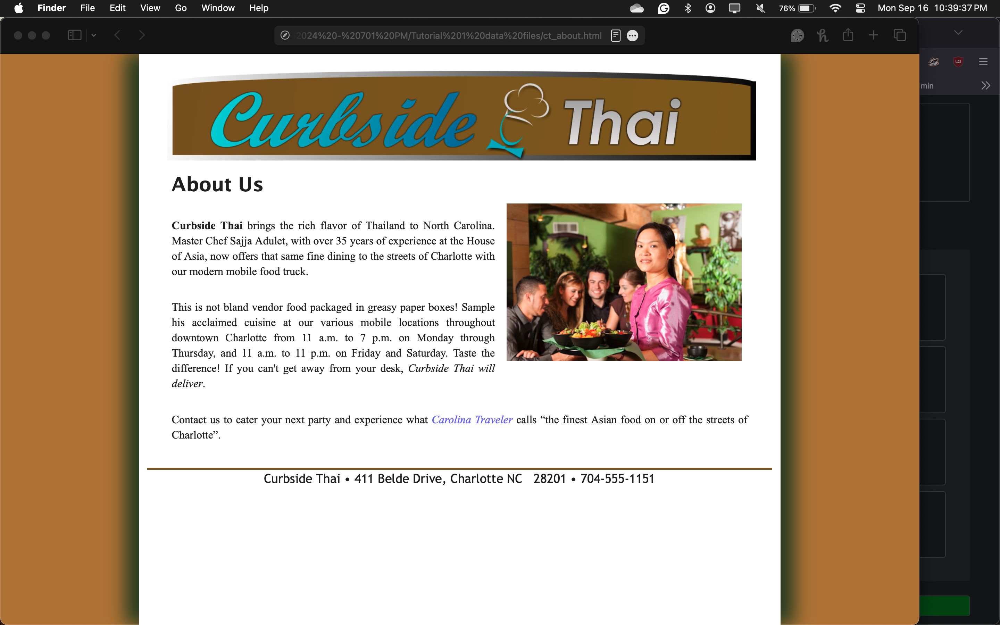 Finder File Edit View Go Window Help 76% Mon Sep 16 10:39:37 PM
2024%20-%20701%20PM/Tutorial%201%20data%20files/ct_about.html
Curbside Thai
About Us
Curbside Thai brings the rich flavor of Thailand to North Carolina.
Master Chef Sajja Adulet, with over 35 years of experience at the House
of Asia, now offers that same fine dining to the streets of Charlotte with
our modern mobile food truck.
This is not bland vendor food packaged in greasy paper boxes! Sample
his acclaimed cuisine at our various mobile locations throughout
downtown Charlotte from 11 a.m. to 7 p.m. on Monday through
Thursday, and 11 a.m. to 11 p.m. on Friday and Saturday. Taste the
difference! If you can't get away from your desk, Curbside Thai will
deliver.
Contact us to cater your next party and experience what Carolina Traveler calls “the finest Asian food on or off the streets of
Charlotte”.
Curbside Thai • 411 Belde Drive, Charlotte NC 28201 • 704-555-1151